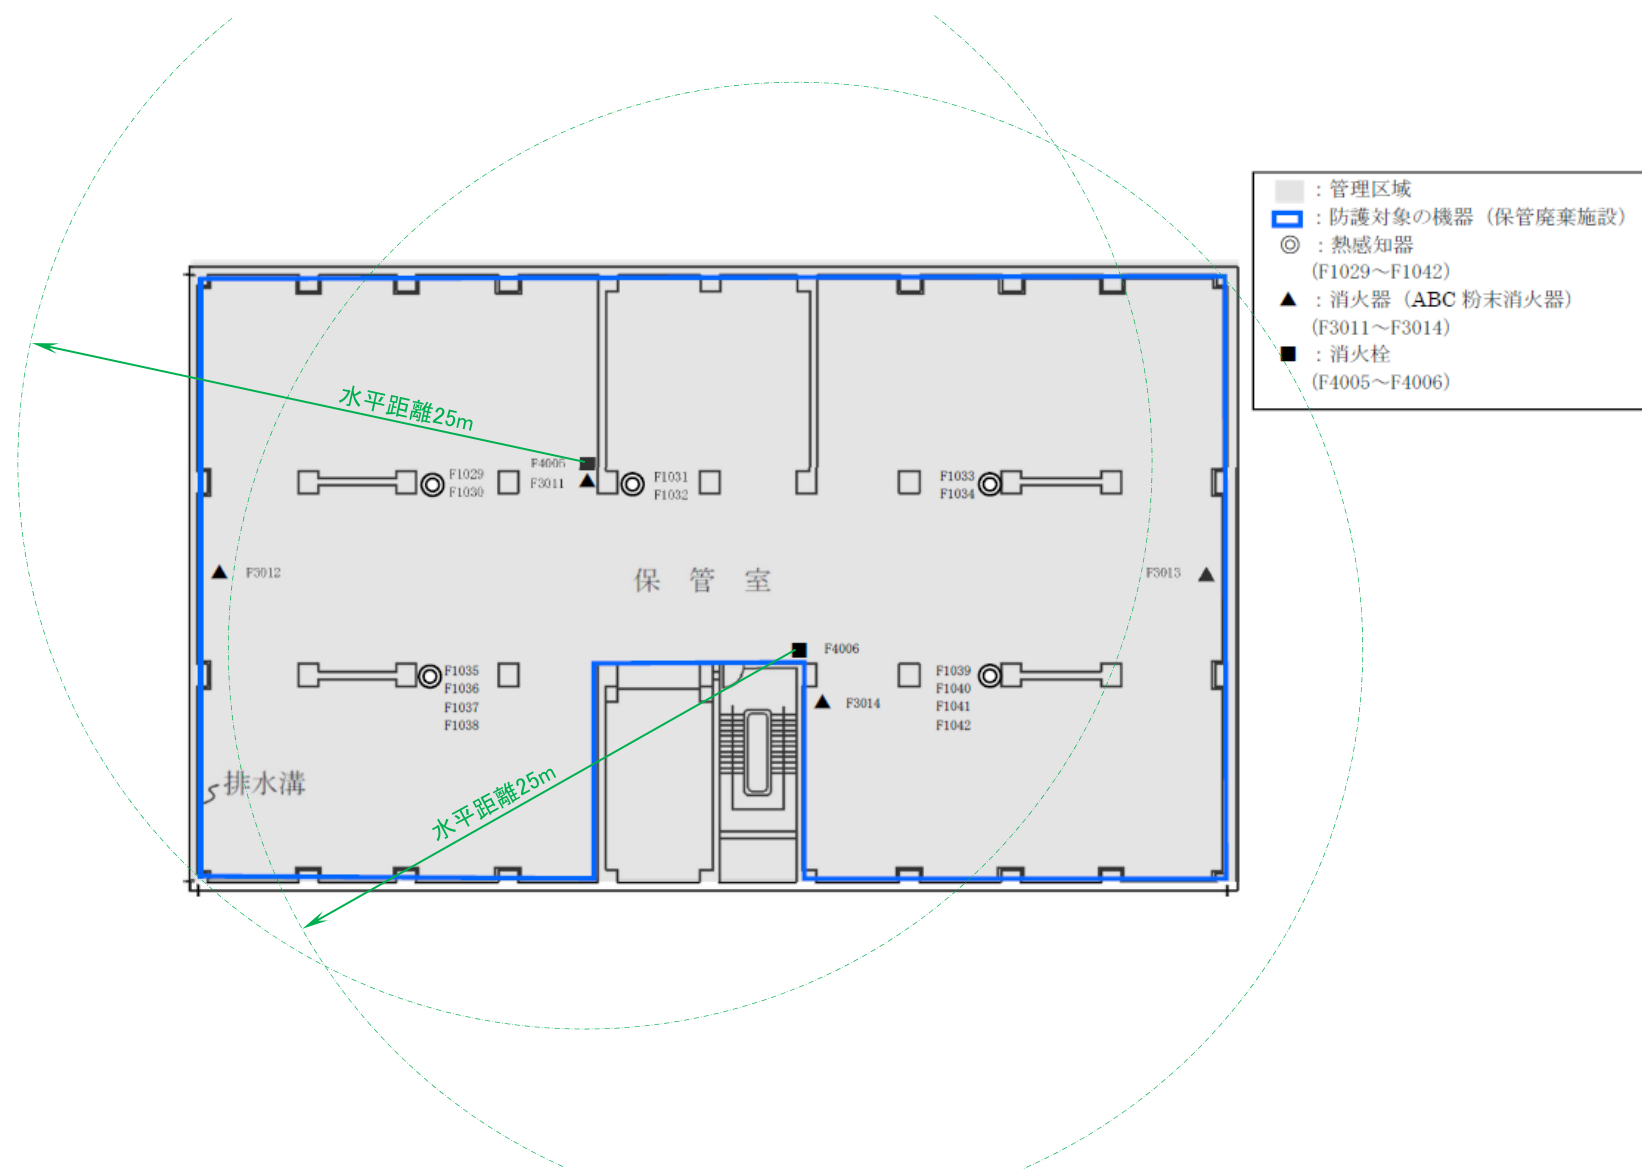 ：管理区域
：防護対象の機器（保管廃棄施設）
：熱感知器
(F1029～F1042)
：消火器（ABC 粉末消火器）
(F3011～F3014)
：消火栓
(F4005～F4006)
水平距離25m
F4005
F3011
F1029
F1030
F1031
F1032
F1033
F1034
F3012
保 管 室
F3013
F4006
F1035
F1036
F1037
F1038
F1039
F1040
F1041
F1042
F3014
排水溝
水平距離25m